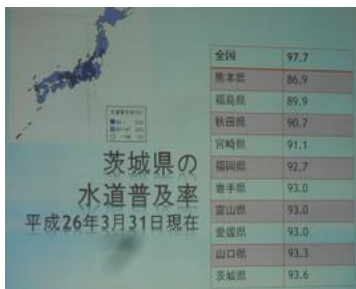 茨城県の
水道普及率
平成26年3月31日現在
全国 97.7
熊本県 86.9
福島県 89.9
秋田県 90.7
宮崎県 91.1
福岡県 92.7
岩手県 93.0
富山県 93.0
愛媛県 93.0
山口県 93.3
茨城県 93.6